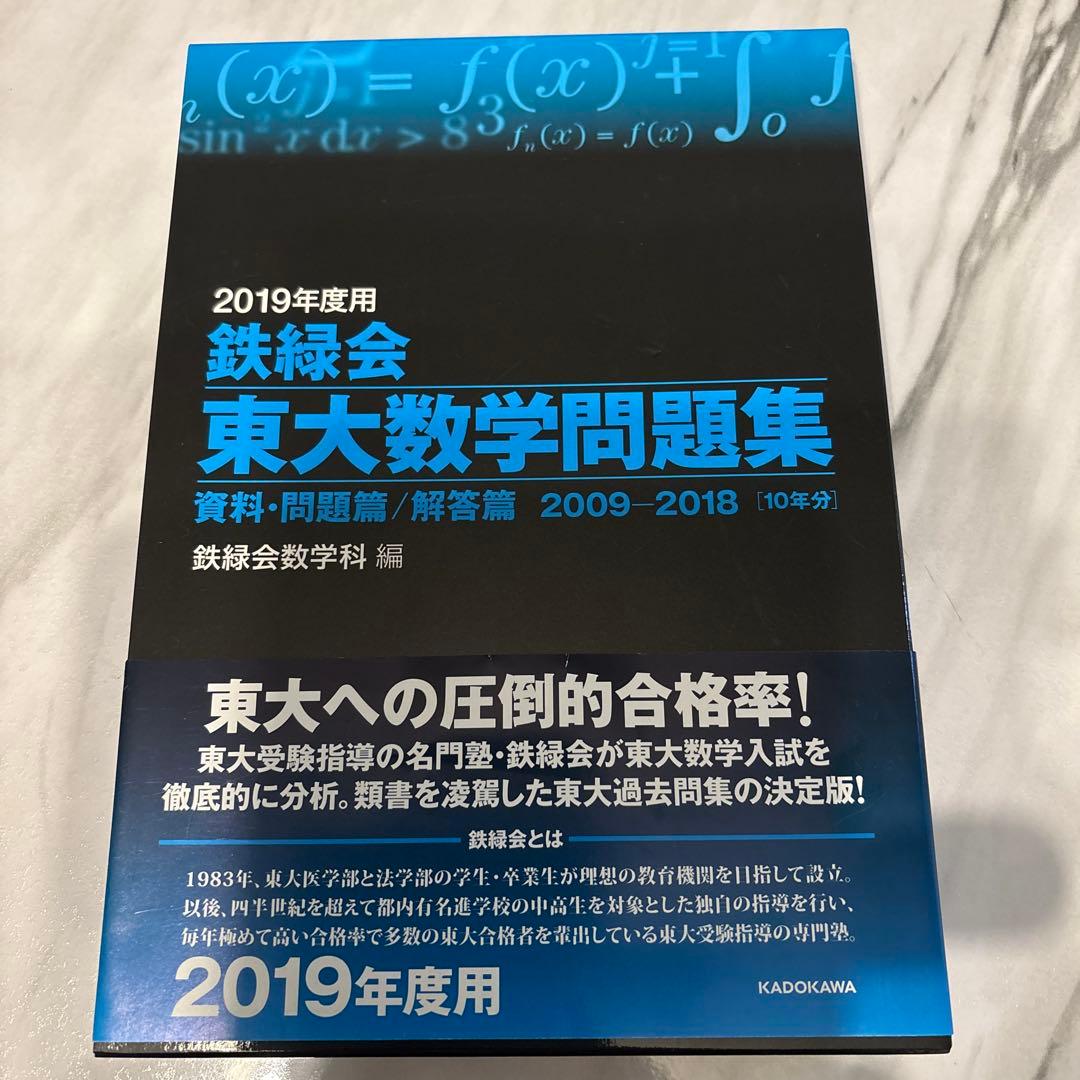 n(x) = f3(x) + ∫0 f
j=1
sin² x dx > 8
fn(x) = f(x)
2019年度用
鉄緑会
東大数学問題集
資料・問題篇/解答篇 2009―2018 [10年分]
鉄緑会数学科 編
東大への圧倒的合格率!
東大受験指導の名門塾・鉄緑会が東大数学入試を
徹底的に分析。類書を凌駕した東大過去問集の決定版!
鉄緑会とは
1983年、東大医学部と法学部の学生・卒業生が理想の教育機関を目指して設立。
以後、四半世紀を超えて都内有名進学校の中高生を対象とした独自の指導を行い、
毎年極めて高い合格率で多数の東大合格者を輩出している東大受験指導の専門塾。
2019年度用
KADOKAWA